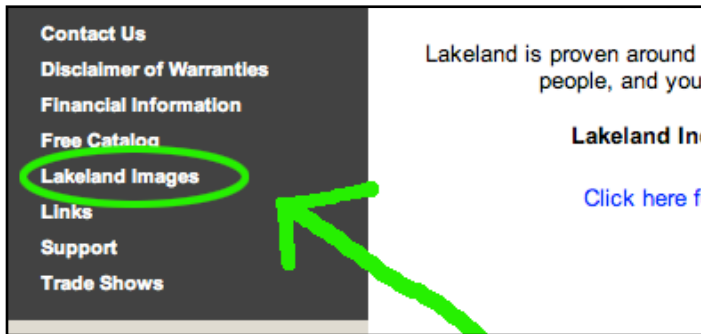 Contact Us
Disclaimer of Warranties
Financial Information
Free Catalog
Lakeland Images
Links
Support
Trade Shows
Lakeland is proven around
people, and you
Lakeland In
Click here f